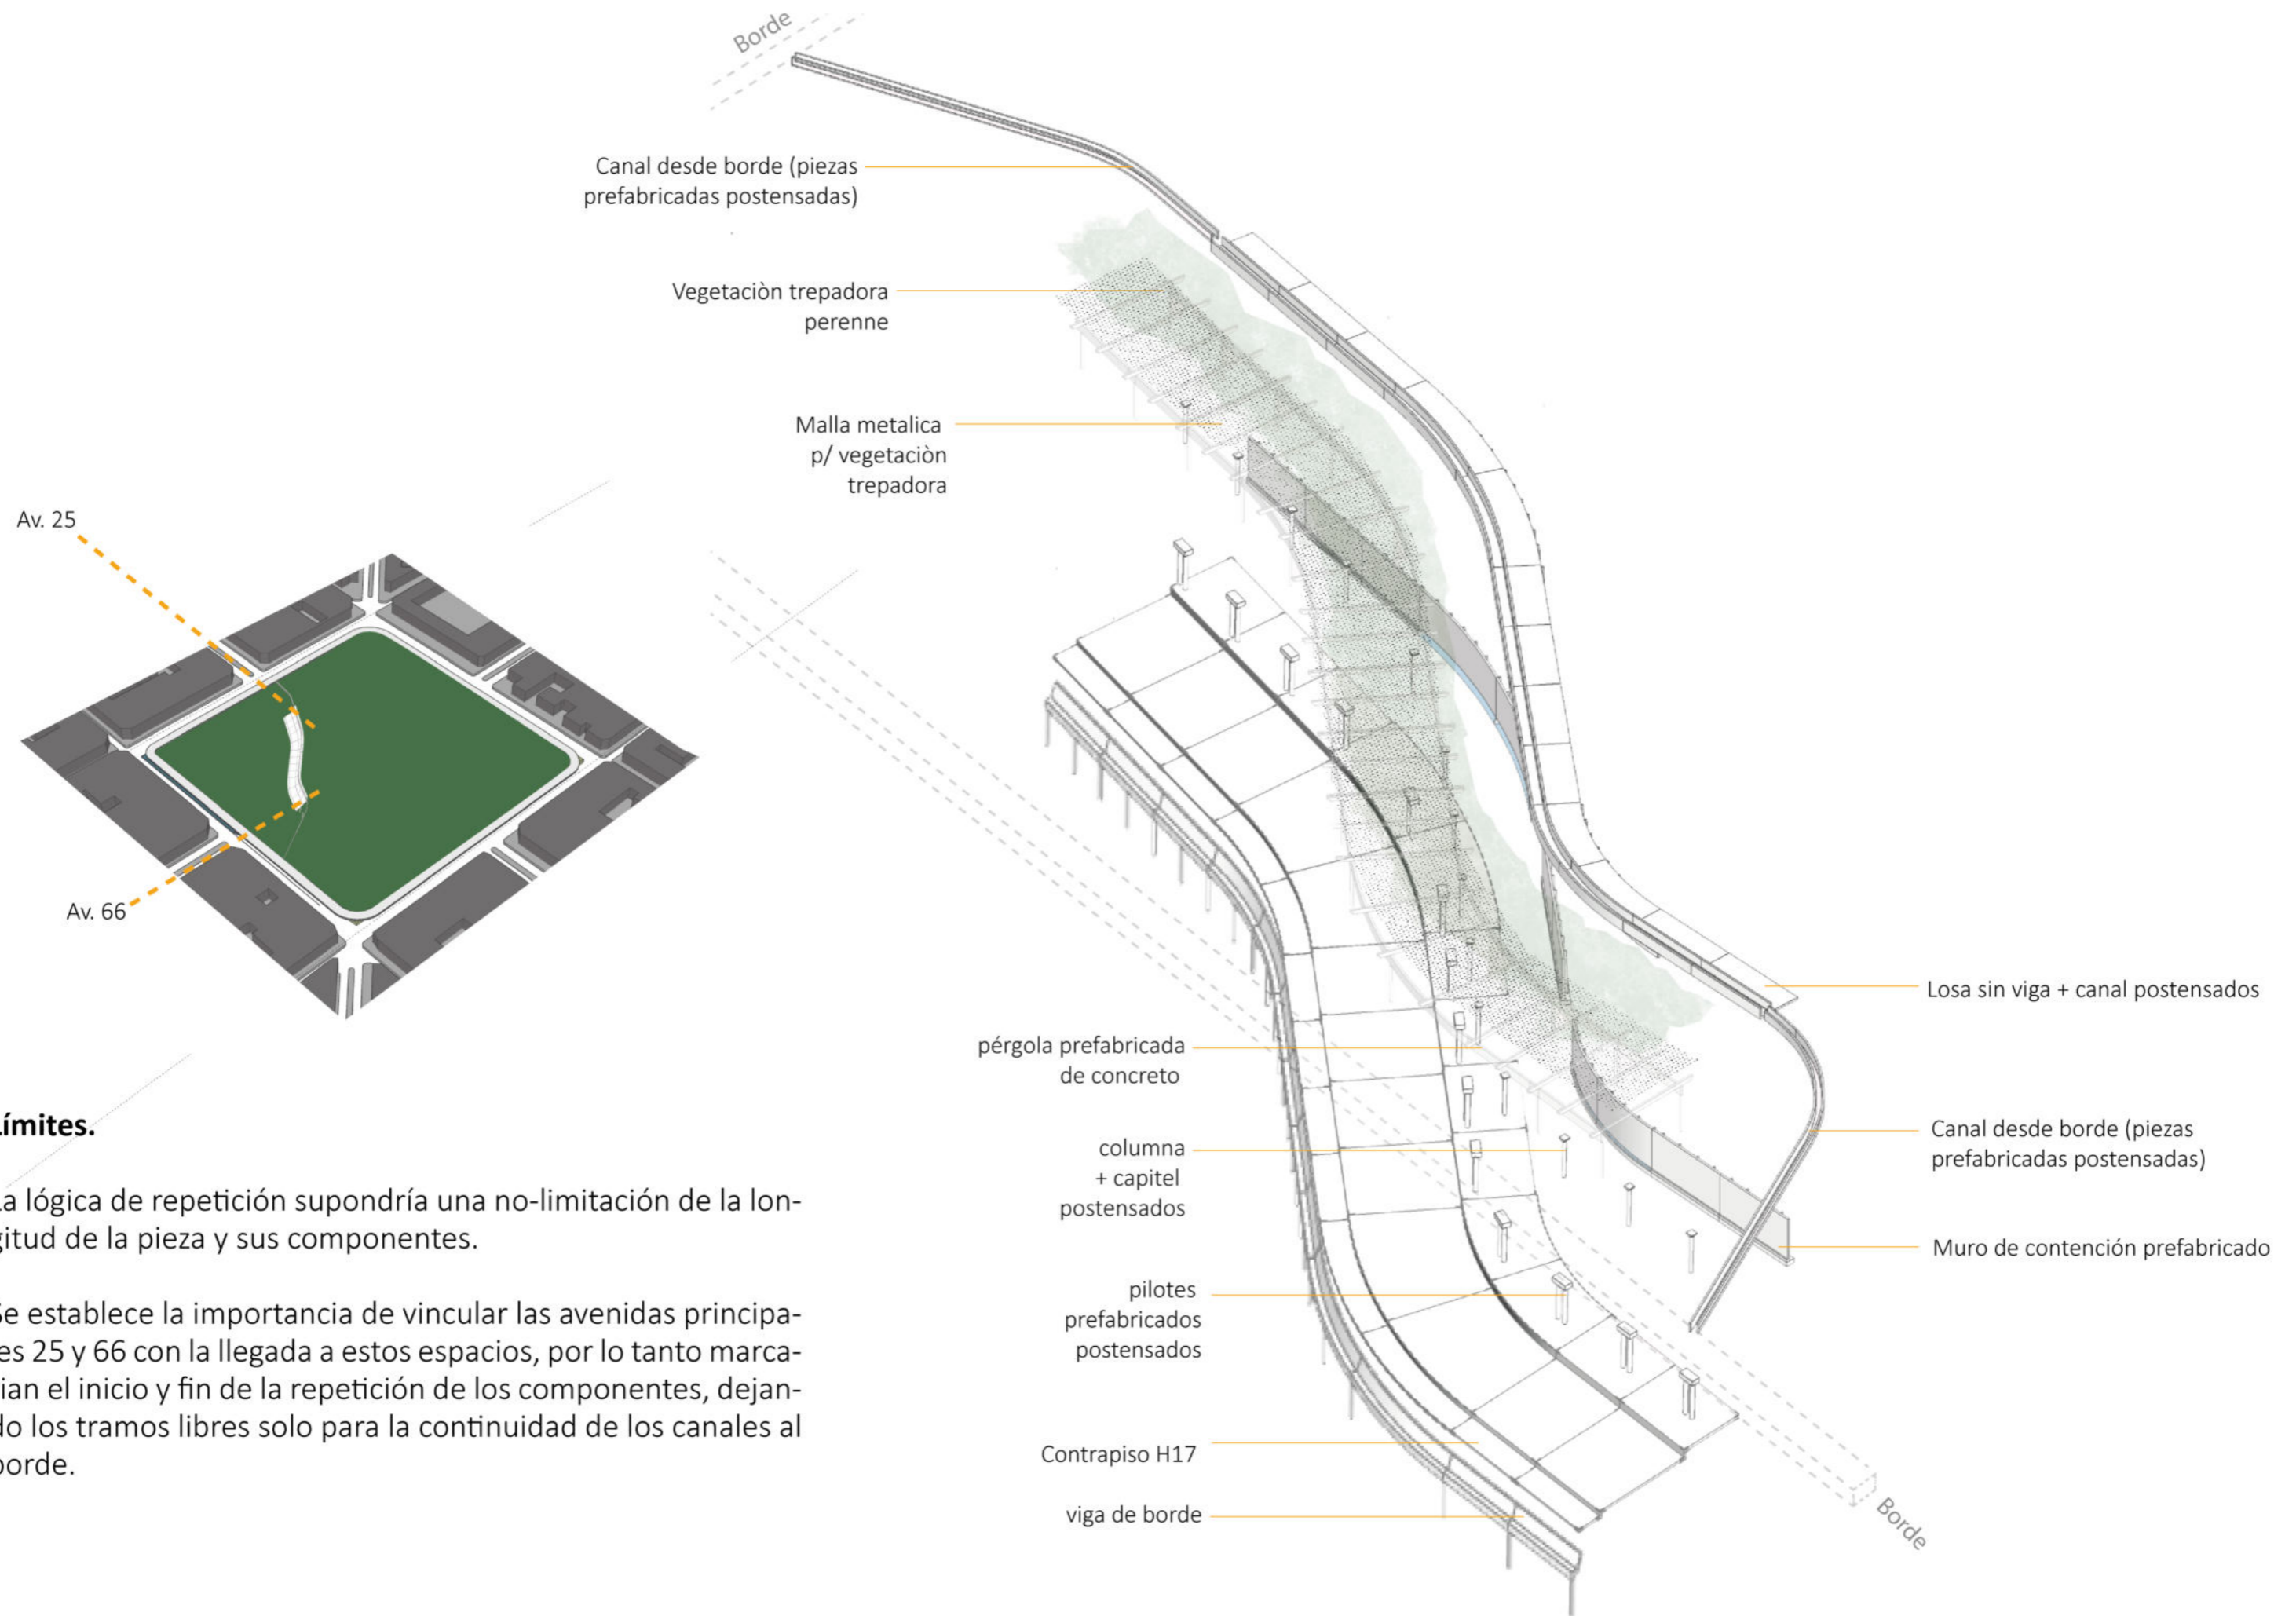 Borde
Canal desde borde (piezas
prefabricadas postensadas)
Vegetaciòn trepadora
perenne
Malla metalica
p/ vegetaciòn
trepadora
Av. 25
Av. 66
Losa sin viga + canal postensados
pérgola prefabricada
de concreto
Canal desde borde (piezas
prefabricadas postensadas)
columna
+ capitel
postensados
Muro de contención prefabricado
pilotes
prefabricados
postensados
Contrapiso H17
viga de borde
Borde
ímites.
a lógica de repetición supondría una no-limitación de la lon-
gitud de la pieza y sus componentes.
Se establece la importancia de vincular las avenidas principa-
es 25 y 66 con la llegada a estos espacios, por lo tanto marca-
ian el inicio y fin de la repetición de los componentes, dejan-
do los tramos libres solo para la continuidad de los canales al
borde.